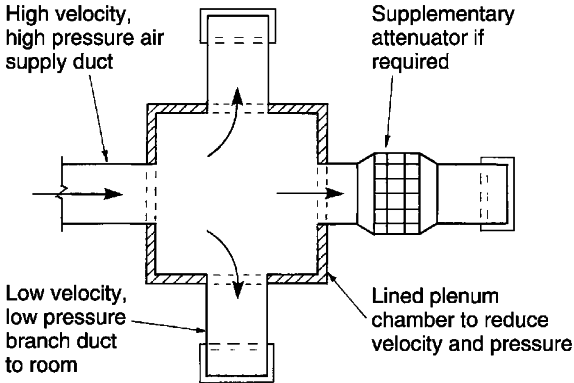 High velocity,
high pressure air
supply duct
Supplementary
attenuator if
required
Low velocity,
low pressure
branch duct
to room
Lined plenum
chamber to reduce
velocity and pressure